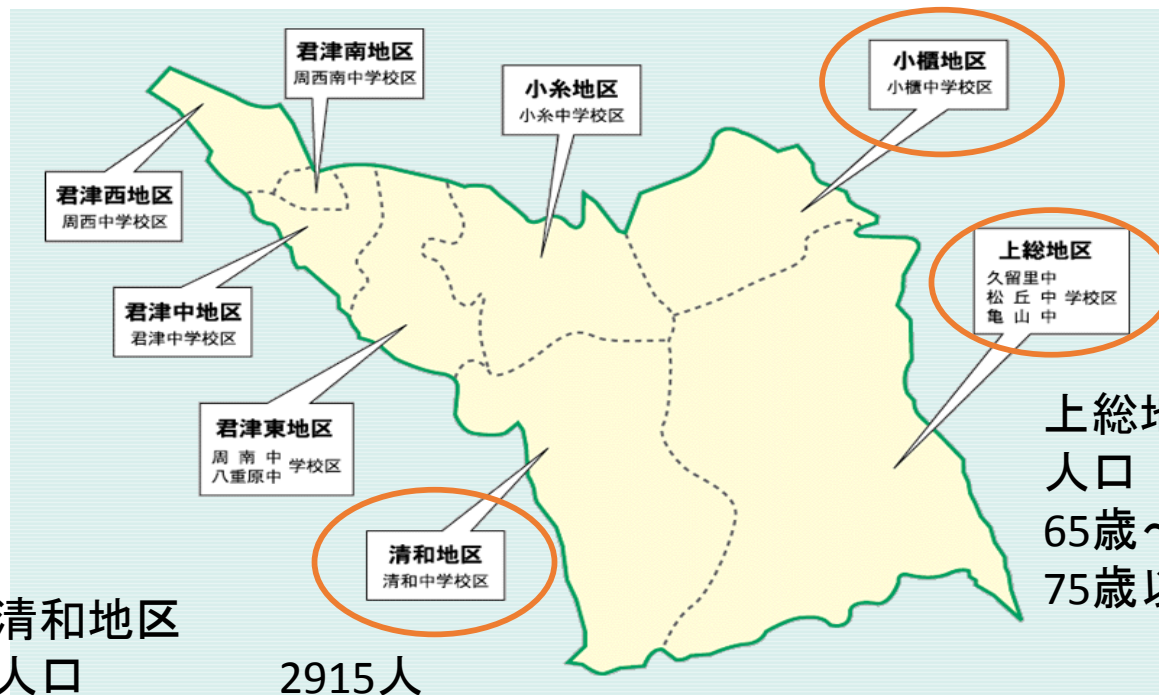 君津南地区
周西南中学校区
小糸地区
小糸中学校区
小櫃地区
小櫃中学校区
君津西地区
周西中学校区
上総地区
久留里中
松丘中 学校区
亀山中
君津中地区
君津中学校区
君津東地区
周南中
八重原中 学校区
清和地区
清和中学校区
上総地
人口
65歳～
75歳以
清和地区
人口 2915人